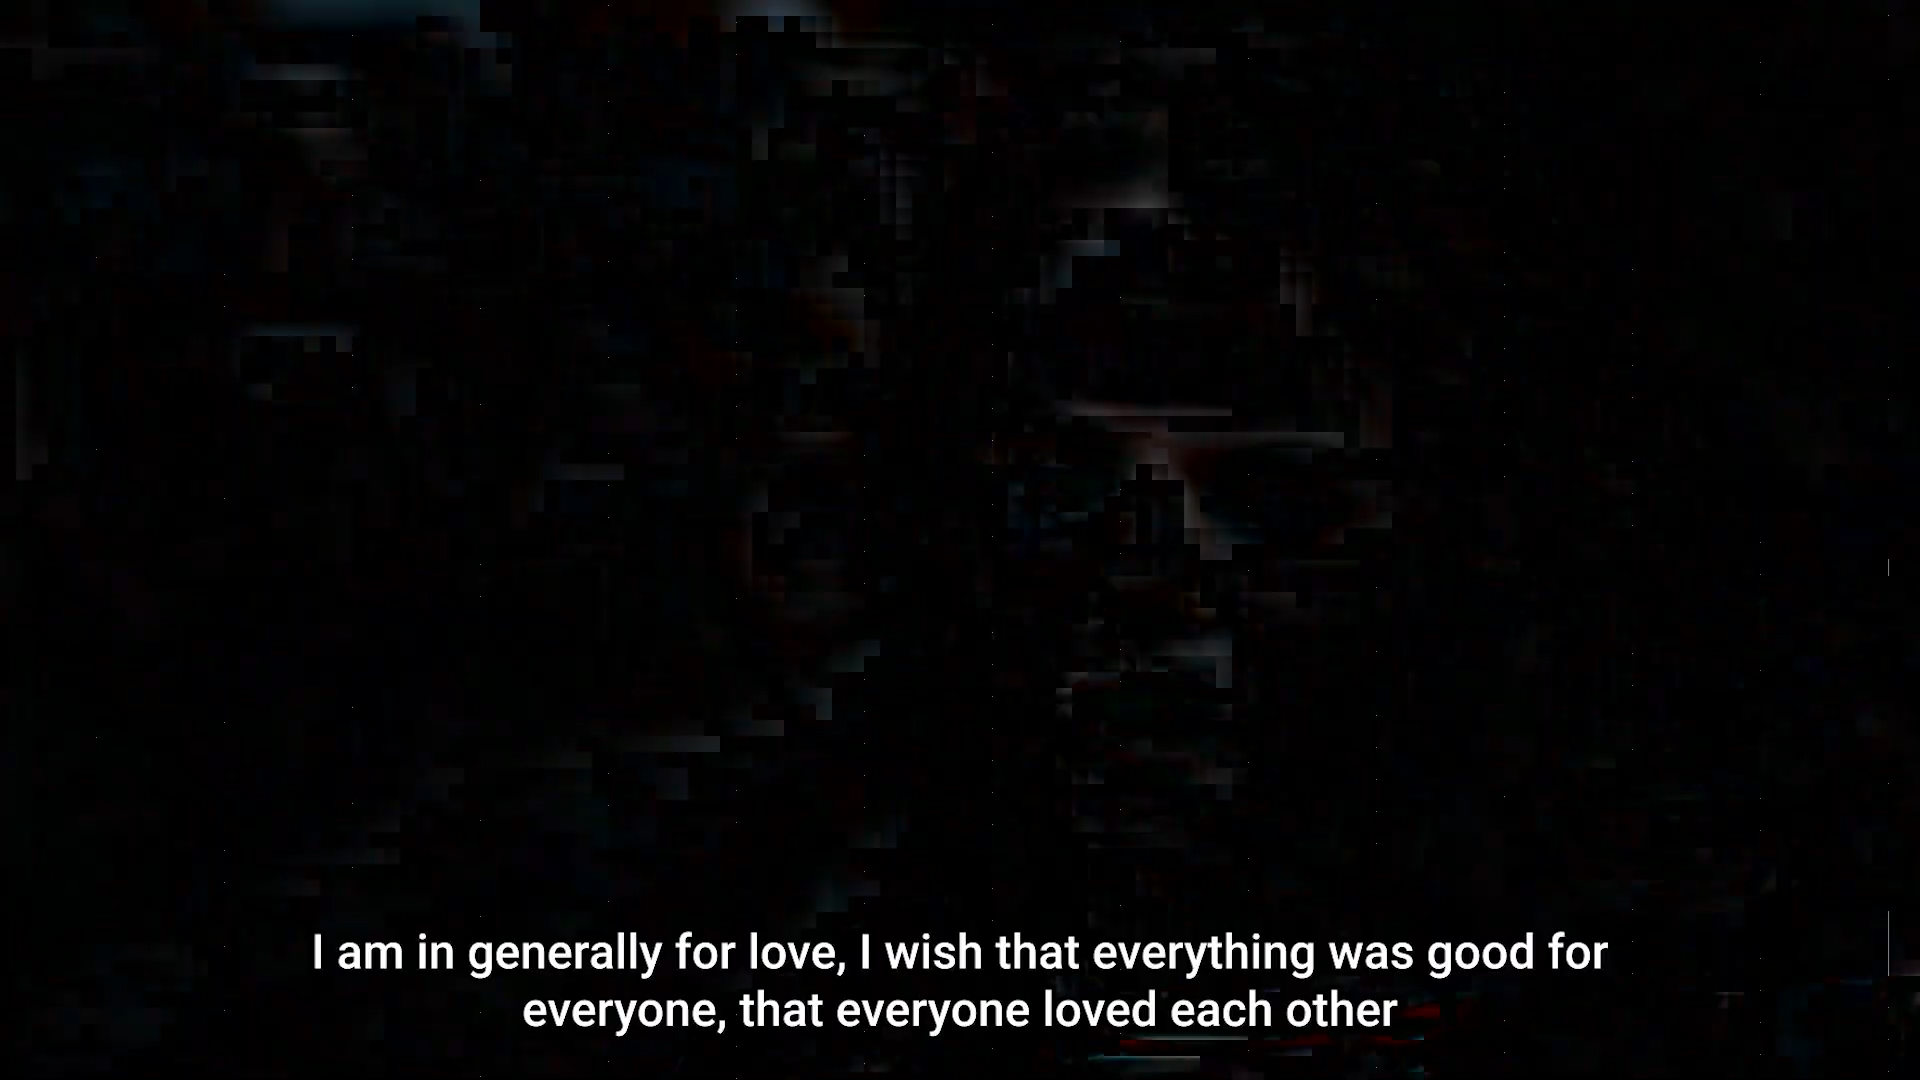 I am in generally for love, I wish that everything was good for
everyone, that everyone loved each other